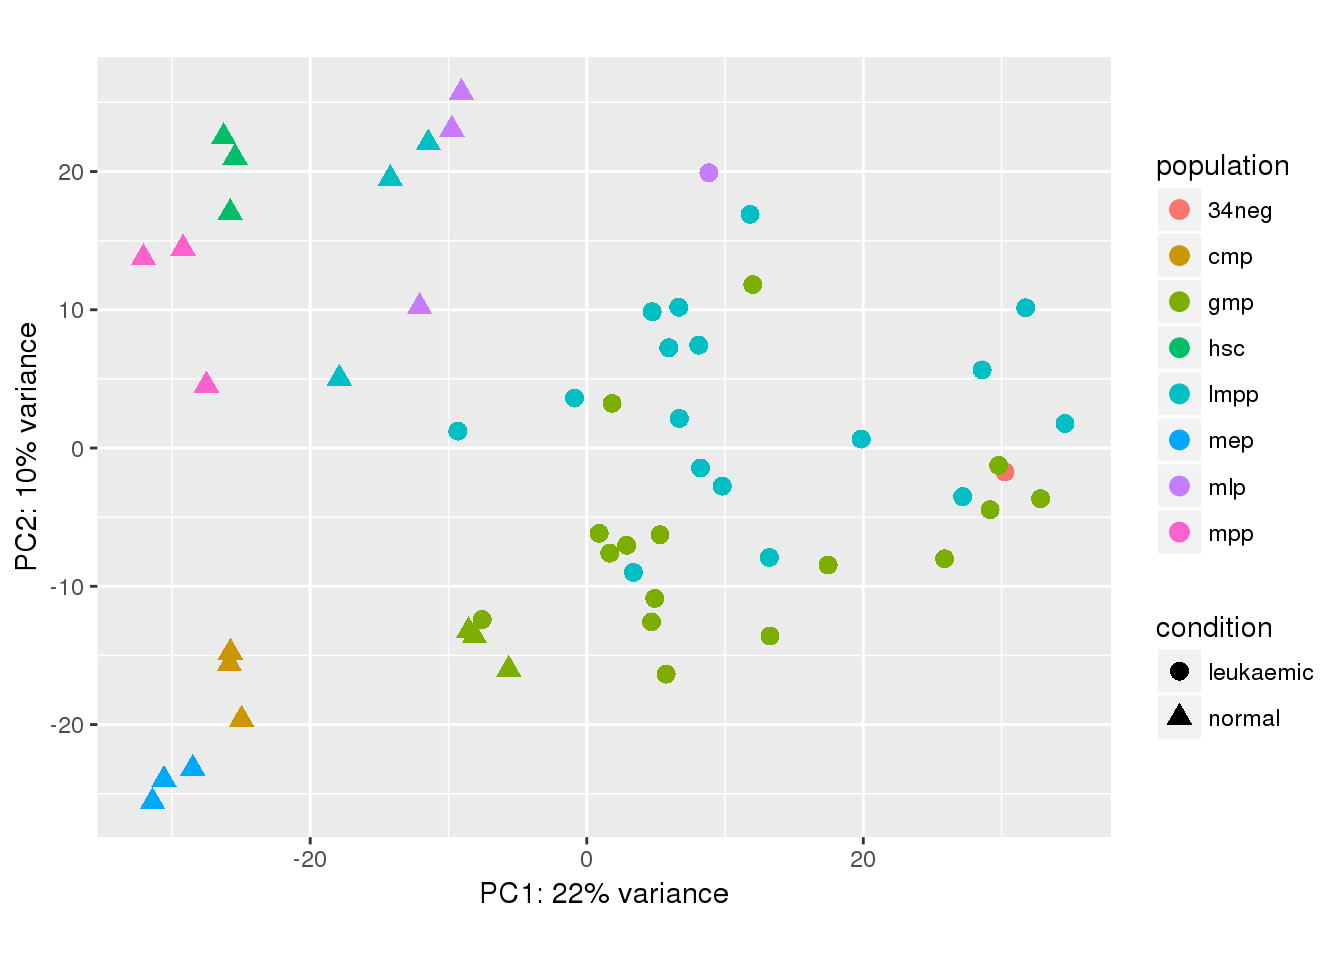 20
10
0
-10
-20
-20
0
20
PC1: 22% variance
PC2: 10% variance
population
34neg
cmp
gmp
hsc
lmpp
mep
mlp
mpp
condition
leukaemic
normal